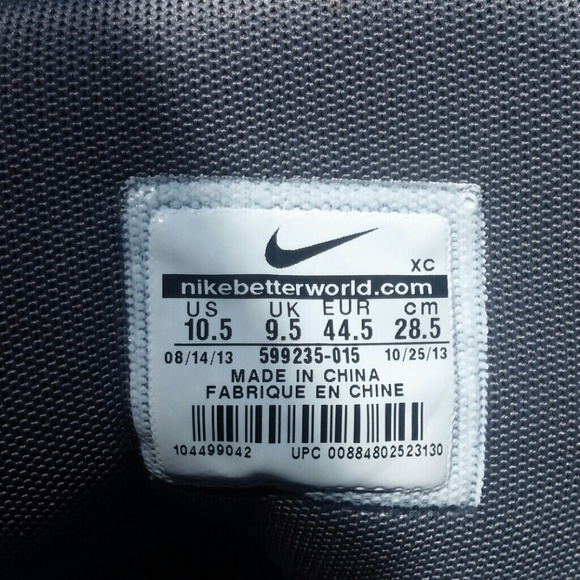 XC
nikebetterworld.com
US UK EUR cm
10.5 9.5 44.5 28.5
08/14/13 599235-015 10/25/13
MADE IN CHINA
FABRIQUE EN CHINE
104499042 UPC 00884802523130